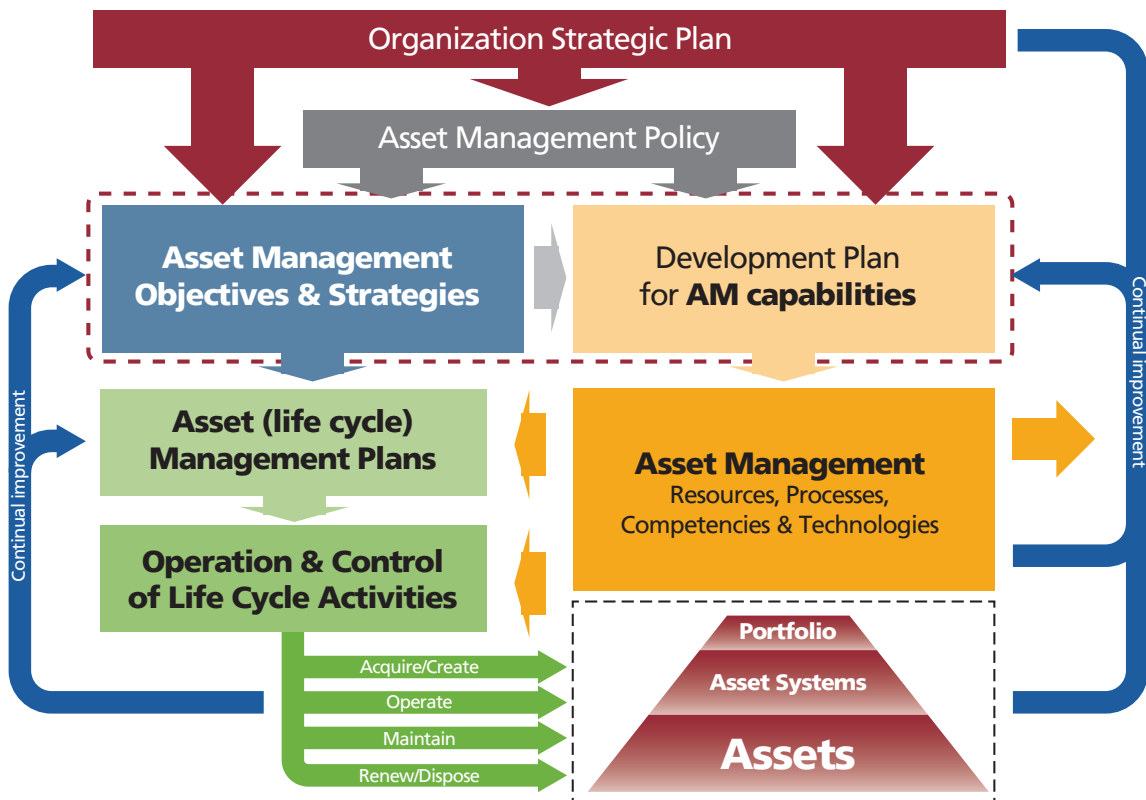 Organization Strategic Plan
Asset Management Policy
Asset Management
Objectives & Strategies
Development Plan
for AM capabilities
Continual improvement
Continual improvement
Asset (life cycle)
Management Plans
Asset Management
Resources, Processes,
Competencies & Technologies
Operation & Control
of Life Cycle Activities
Acquire/Create
Operate
Maintain
Renew/Dispose
Portfolio
Asset Systems
Assets